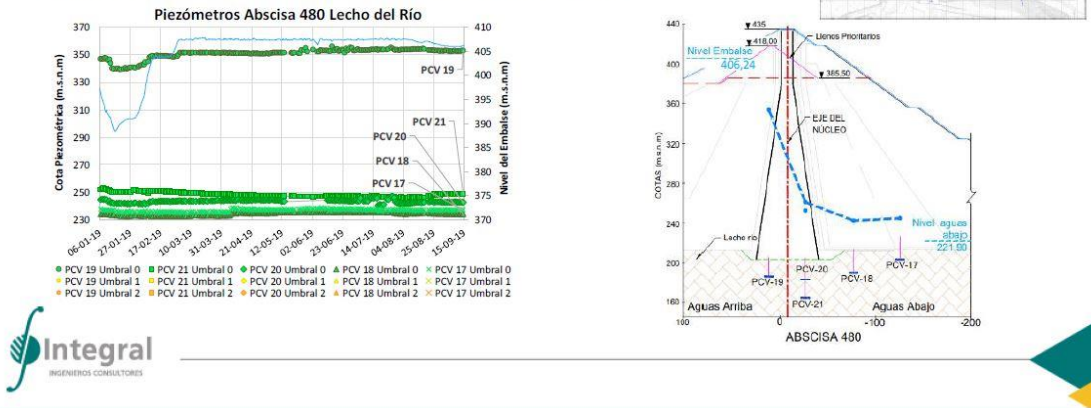 Piezómetros Abscisa 480 Lecho del Río
Cota Piezométrica (m.s.n.m)
370
350
330
310
290
270
250
230
Nivel del Embalse (m.s.n.m)
410
405
400
395
390
385
380
375
370
PCV 19
PCV 21
PCV 20
PCV 18
PCV 17
06-01-19
27-01-19
17-02-19
10-03-19
31-03-19
21-04-19
12-05-19
02-06-19
23-06-19
14-07-19
04-08-19
25-08-19
15-09-19
PCV 19 Umbral 0 PCV 21 Umbral 0 PCV 20 Umbral 0 PCV 18 Umbral 0 PCV 17 Umbral 0
PCV 19 Umbral 1 PCV 21 Umbral 1 PCV 20 Umbral 1 PCV 18 Umbral 1 PCV 17 Umbral 1
PCV 19 Umbral 2 PCV 21 Umbral 2 PCV 20 Umbral 2 PCV 18 Umbral 2 PCV 17 Umbral 2
COTAS (m.s.n.m)
440
400
360
320
280
240
200
160
435
418.00
Llenos Prioritarios
Nivel Embalse
406,24
385.50
EJE DEL
NÚCLEO
Nivel aguas
abajo
221.90
Leche río
PCV-19
PCV-20
PCV-21
PCV-18
PCV-17
Aguas Arriba
Aguas Abajo
100
0
-100
-200
ABSCISA 480
Integral
INGENIEROS CONSULTORES